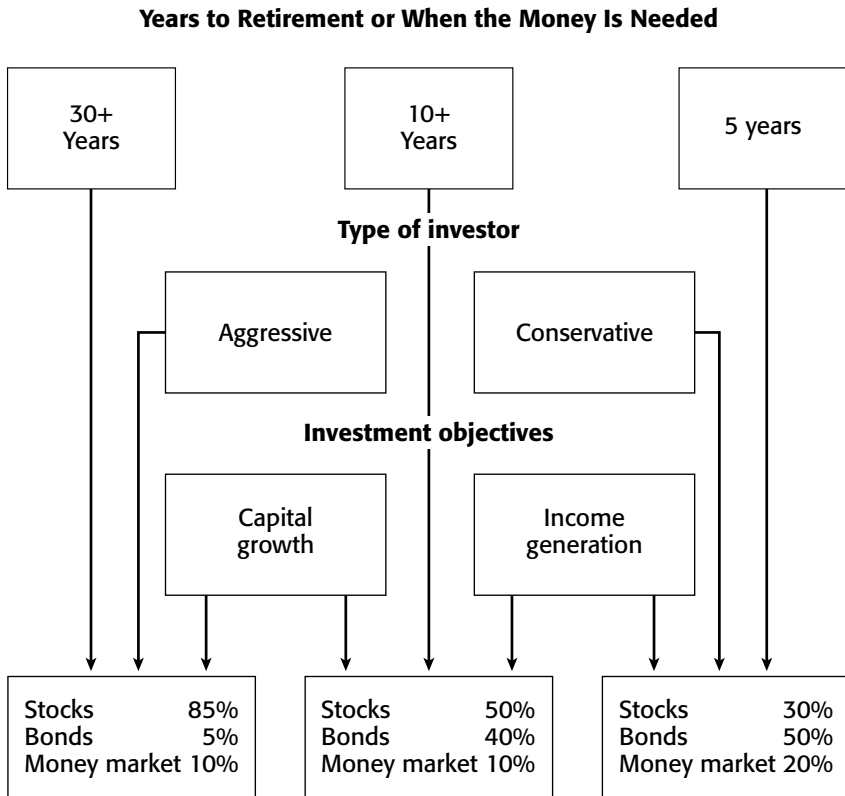 Years to Retirement or When the Money Is Needed
30+
Years
10+
Years
5 years
Type of investor
Aggressive
Conservative
Investment objectives
Capital
growth
Income
generation
Stocks 85%
Bonds 5%
Money market 10%
Stocks 50%
Bonds 40%
Money market 10%
Stocks 30%
Bonds 50%
Money market 20%